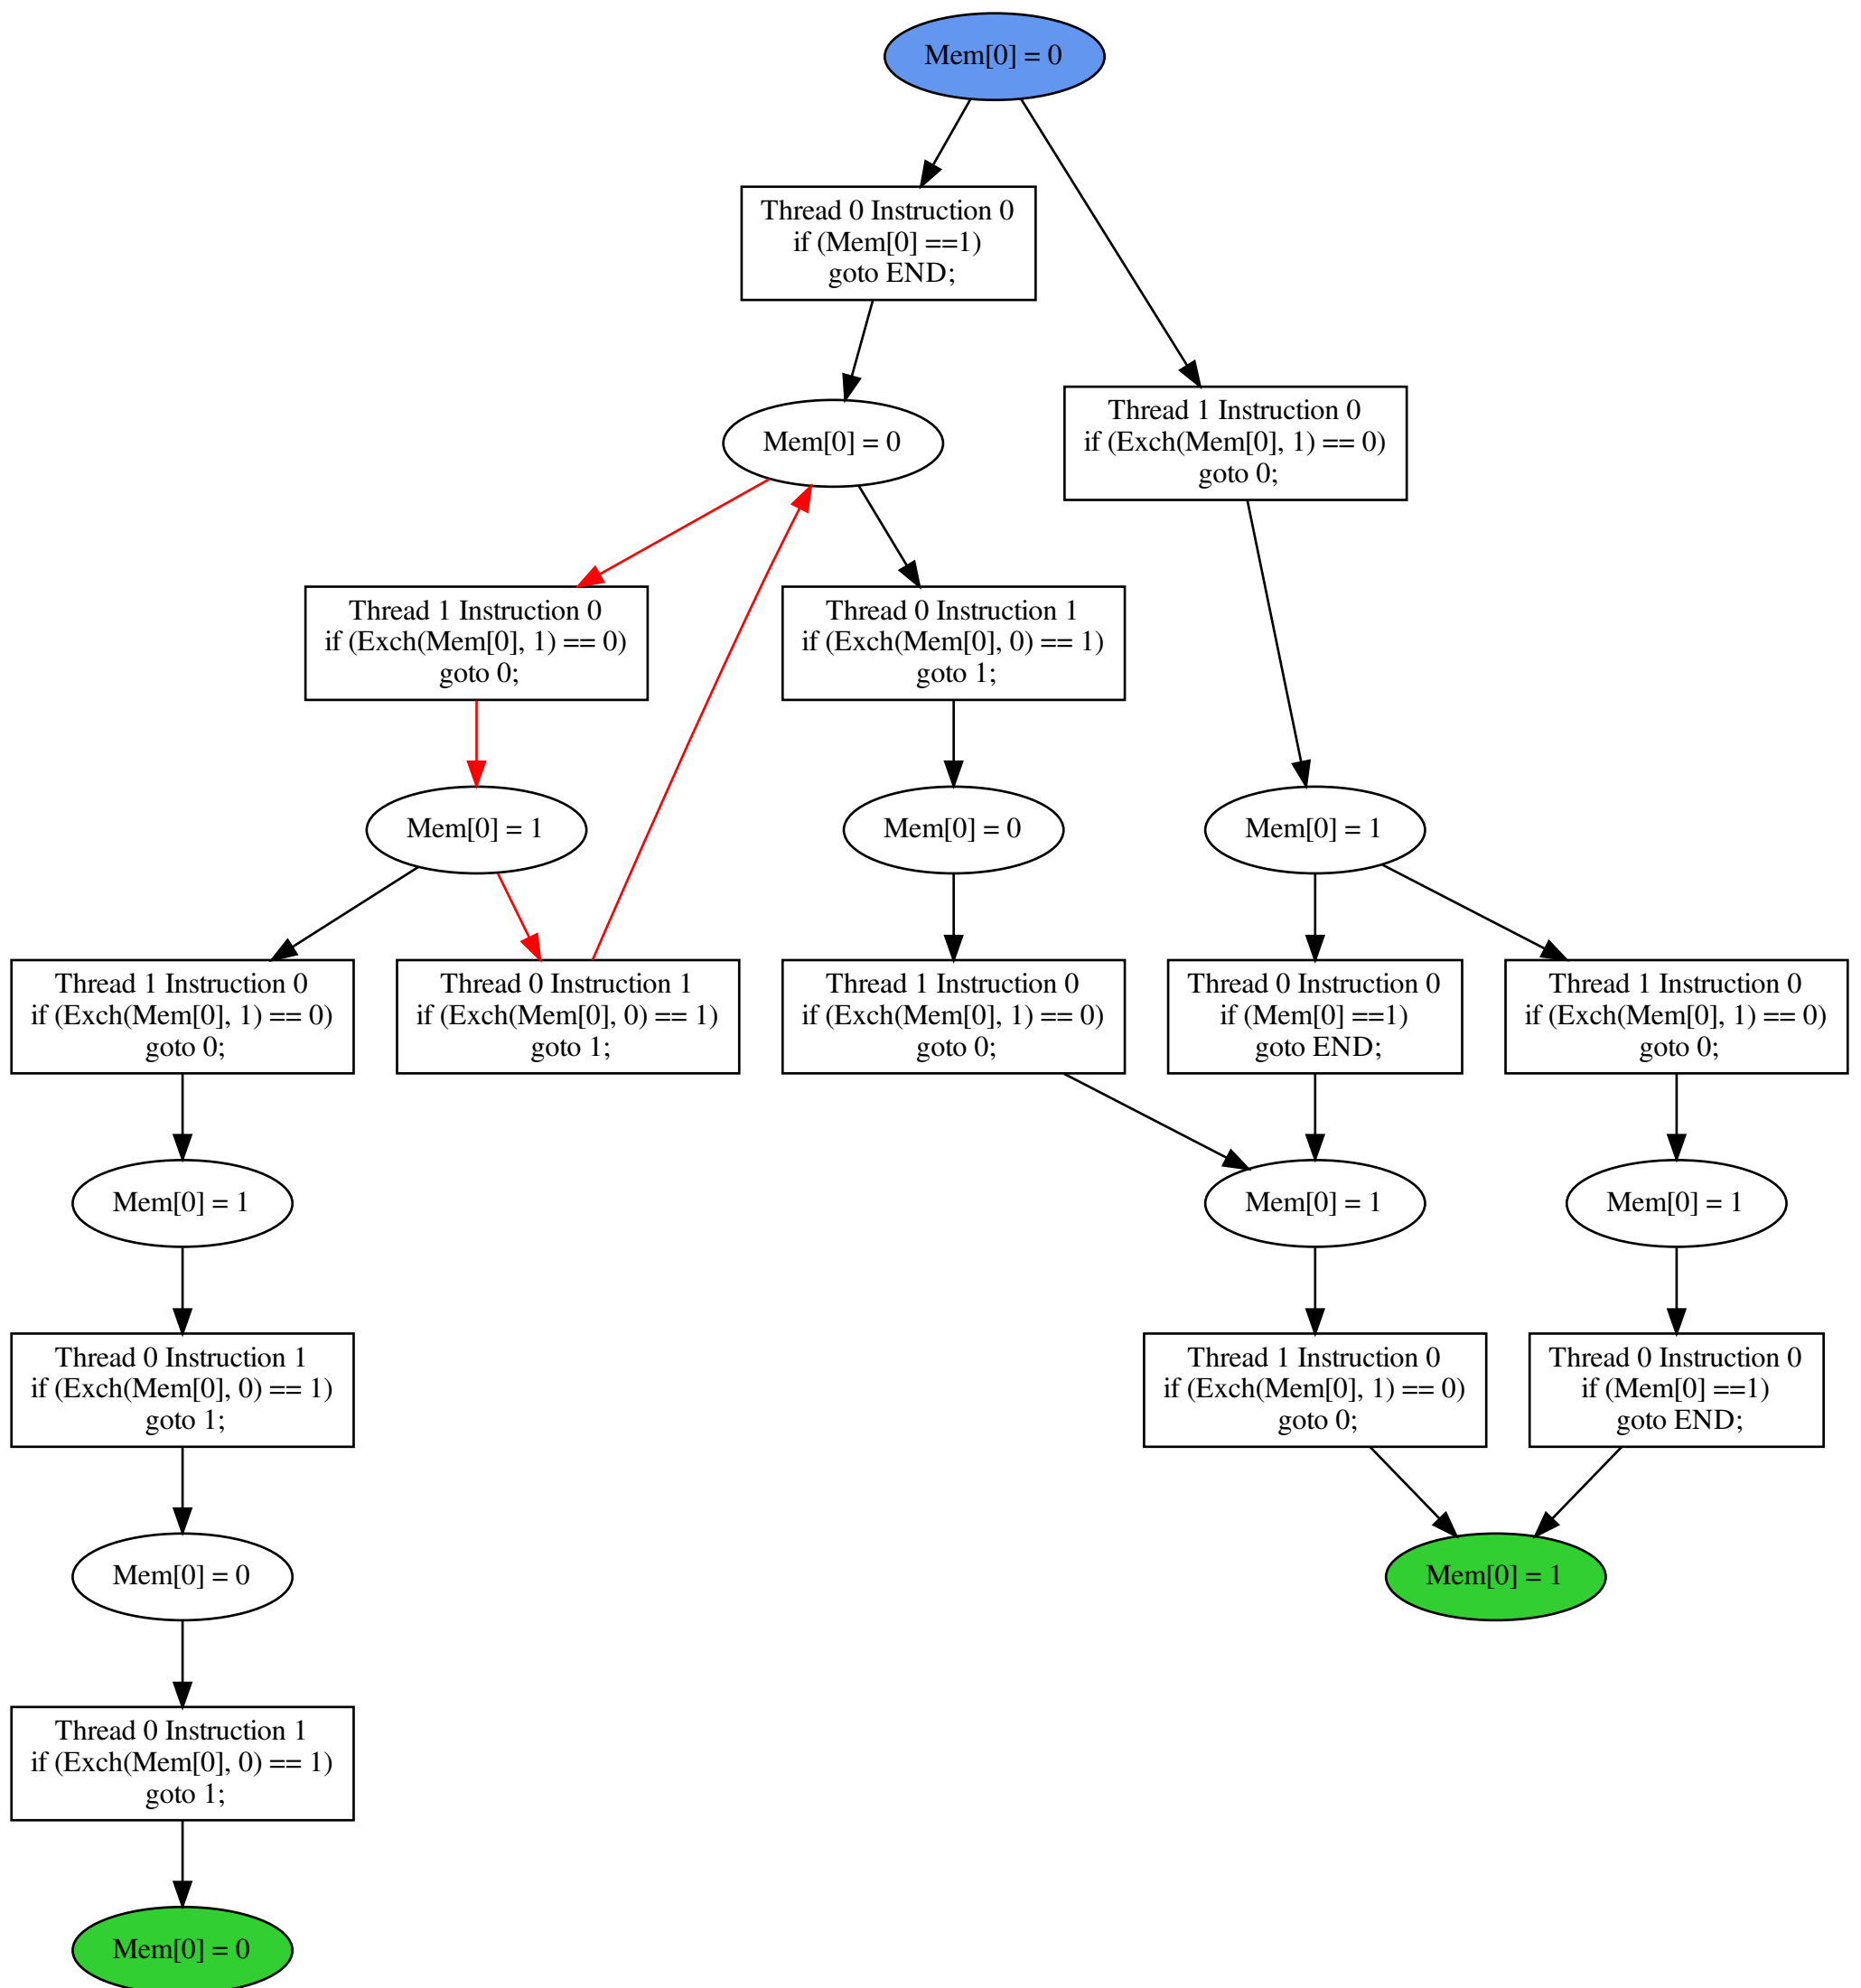 Mem[0] = 0
Thread 0 Instruction 0
if (Mem[0] ==1)
goto END;
Mem[0] = 0
Thread 1 Instruction 0
if (Exch(Mem[0], 1) == 0)
goto 0;
Thread 1 Instruction 0
if (Exch(Mem[0], 1) == 0)
goto 0;
Thread 0 Instruction 1
if (Exch(Mem[0], 0) == 1)
goto 1;
Mem[0] = 1
Mem[0] = 0
Mem[0] = 1
Thread 1 Instruction 0
if (Exch(Mem[0], 1) == 0)
goto 0;
Thread 0 Instruction 1
if (Exch(Mem[0], 0) == 1)
goto 1;
Thread 1 Instruction 0
if (Exch(Mem[0], 1) == 0)
goto 0;
Thread 0 Instruction 0
if (Mem[0] ==1)
goto END;
Thread 1 Instruction 0
if (Exch(Mem[0], 1) == 0)
goto 0;
Mem[0] = 1
Mem[0] = 1
Mem[0] = 1
Thread 0 Instruction 1
if (Exch(Mem[0], 0) == 1)
goto 1;
Thread 1 Instruction 0
if (Exch(Mem[0], 1) == 0)
goto 0;
Thread 0 Instruction 0
if (Mem[0] ==1)
goto END;
Mem[0] = 0
Mem[0] = 1
Thread 0 Instruction 1
if (Exch(Mem[0], 0) == 1)
goto 1;
Mem[0] = 0